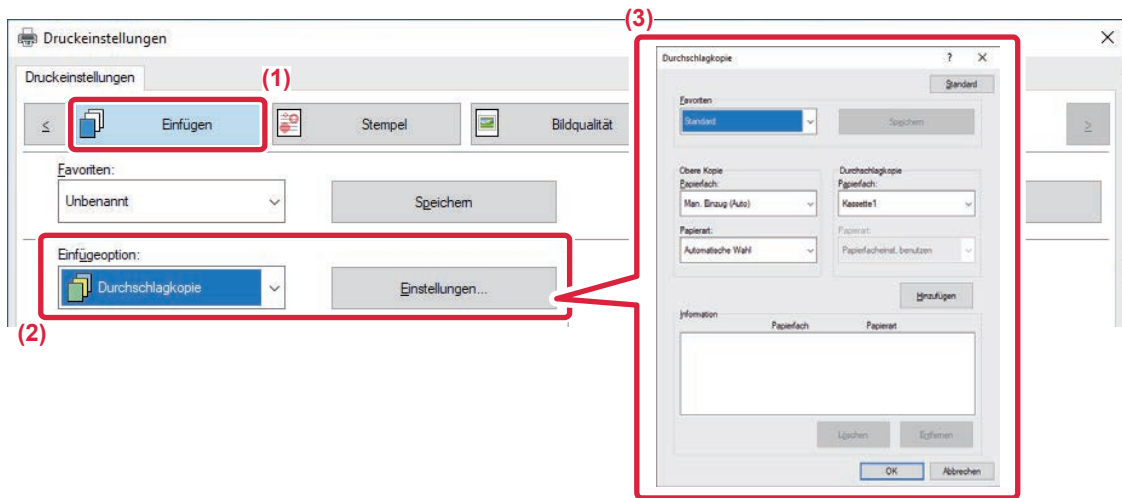 (3)
Druckeinstellungen
Druckeinstellungen
(1)
< Einfügen Stempel Bildqualität >
Favoriten:
Unbenannt Speichern
Einfügeoption:
Durchschlagkopie Einstellungen...
(2)
Durchschlagkopie ?
Standard
Favoriten
Standard Speichern
Obere Kopie Durchschlagkopie
Papierfach: Papierfach:
Man. Einzug (Auto) Kassette1
Papierart: Papierart:
Automatische Wahl Papierfacheinst. benutzen
Hinzufügen
Information
Papierfach Papierart
Löschen Entfernen
OK Abbrechen